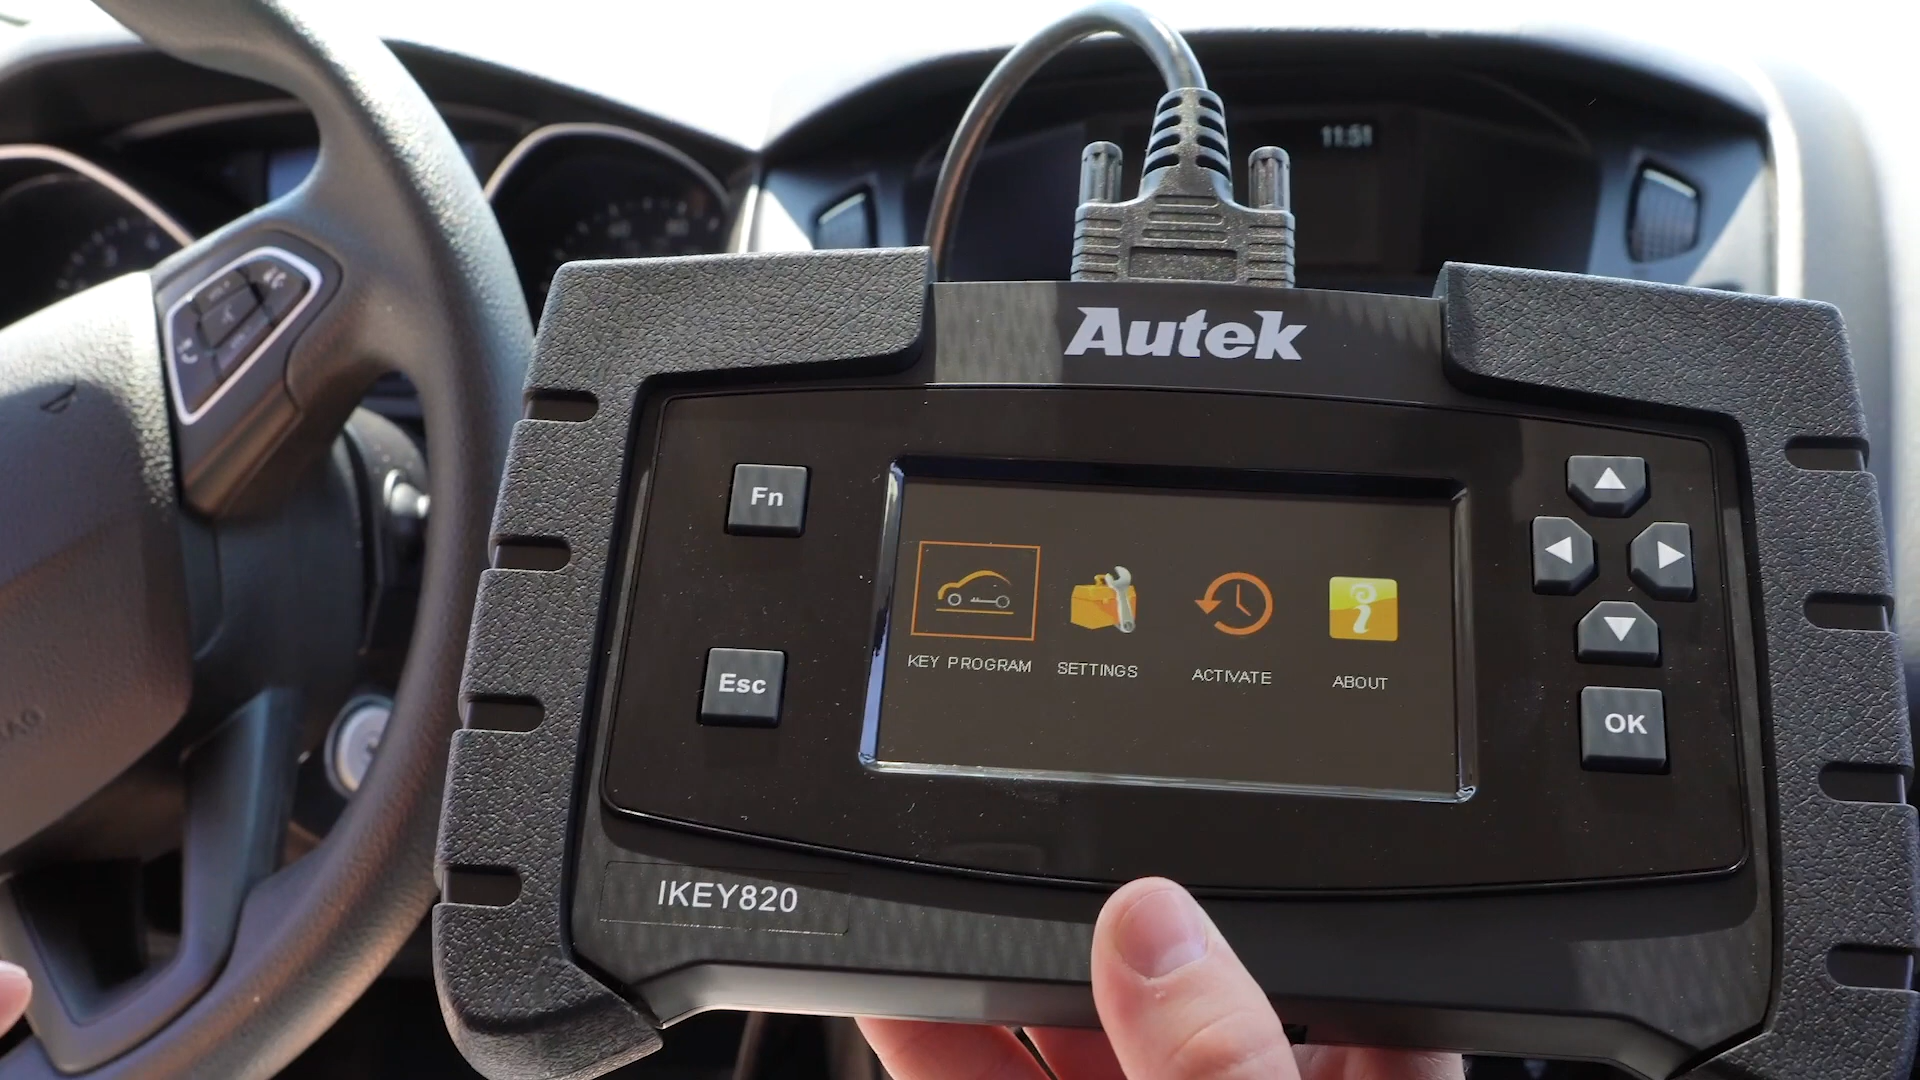 11:51
Autek
Fn
Esc
KEY PROGRAM
SETTINGS
ACTIVATE
ABOUT
OK
IKEY820